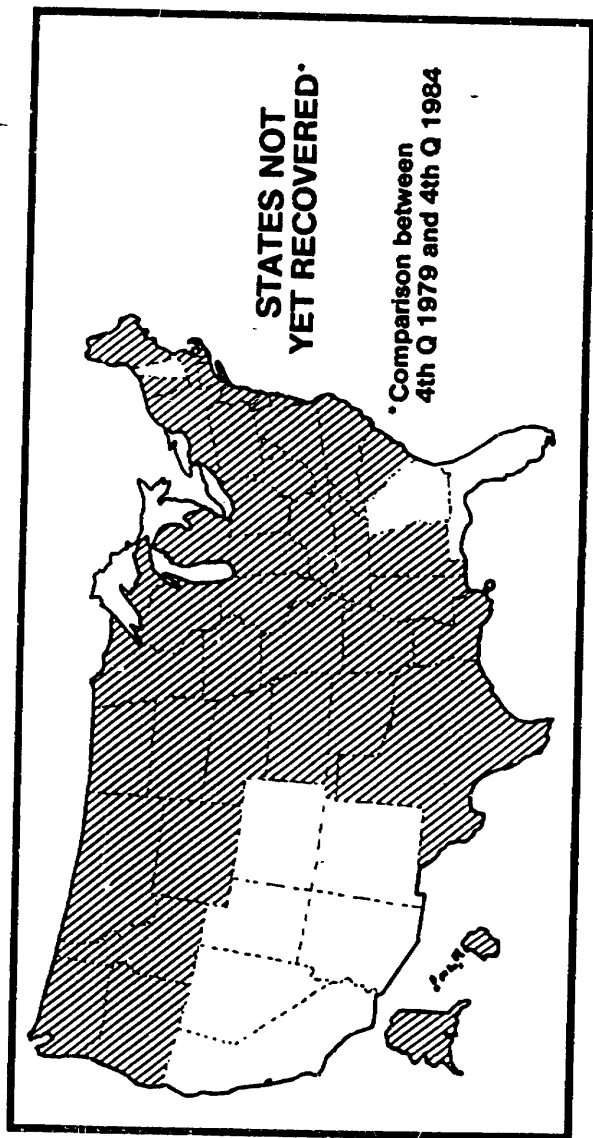 STATES NOT
YET RECOVERED*
*Comparison between
4th Q 1979 and 4th Q 1984